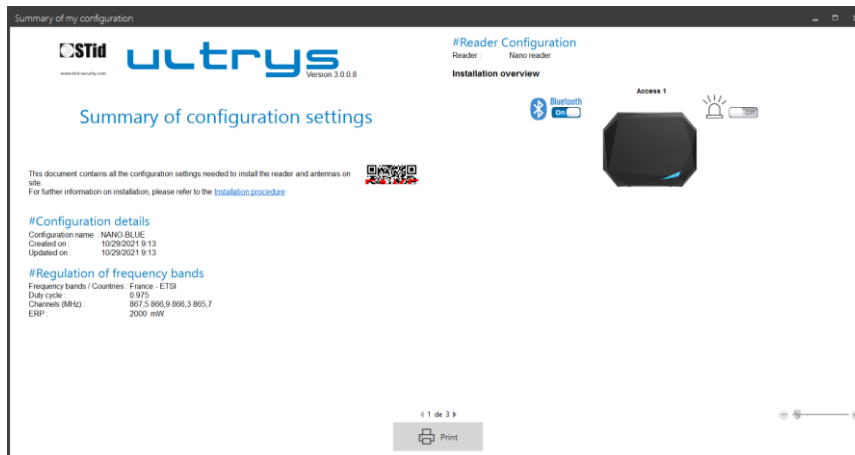 Summary of my configuration
STid
www.stid-security.com
ultrys
Version 3.0.0.8
Summary of configuration settings
This document contains all the configuration settings needed to install the reader and antennas on
site.
For further information on installation, please refer to the Installation procedure
#Configuration details
Configuration name : NANO-BLUE
Created on : 10/29/2021 9:13
Updated on : 10/29/2021 9:13
#Regulation of frequency bands
Frequency bands / Countries : France - ETSI
Duty cycle : 0.975
Channels (MHz) : 867,5 866,9 866,3 865,7
ERP : 2000 mW
#Reader Configuration
Reader : Nano reader
Installation overview
Access 1
Bluetooth
On
Off
1 de 3
Print